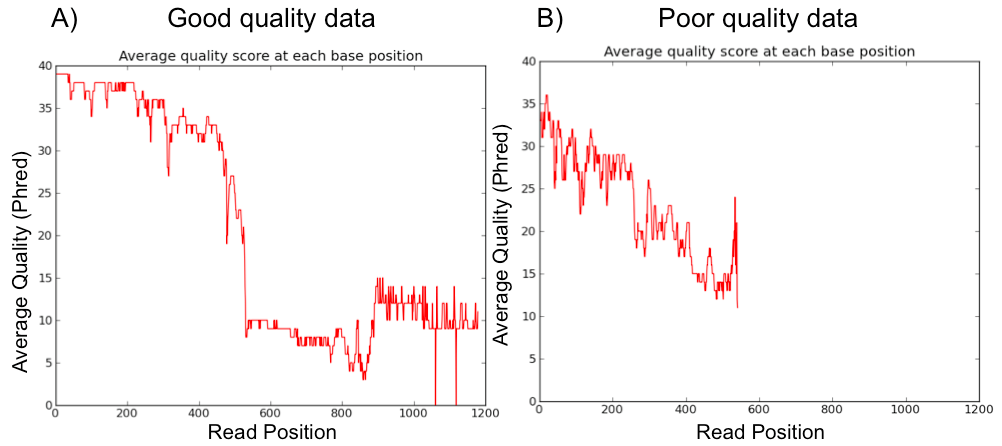 A) Good quality data
Average quality score at each base position
40
35
30
25
20
15
10
5
0
0 200 400 600 800 1000 1200
Average Quality (Phred)
Read Position
B) Poor quality data
Average quality score at each base position
40
35
30
25
20
15
10
5
0
0 200 400 600 800 1000 1200
Average Quality (Phred)
Read Position